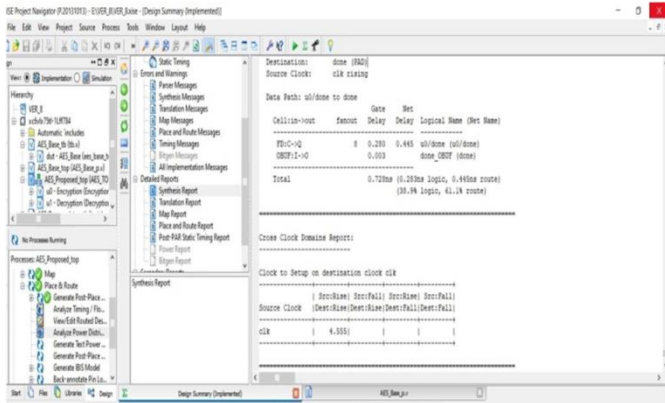 ISE Project Navigator (P.20131013) - E:\VER_8\VER_8.xise - [Design Summary (Implemented)]
File Edit View Project Source Process Tools Window Layout Help
View: Implementation Simulation
Hierarchy
VER_8
Automatic `includes
AES_Base_tb (tb.v)
dut - AES_Base (aes_base_t
AES_Base_top (AES_Base_p.v)
AES_Proposed_top (AES_TO
u0 - Encryption (Encryption
u1 - Decryption (Decryption
No Processes Running
Processes: AES_Proposed_top
Map
Place & Route
Generate Post-Place ...
Analyze Timing / Flo...
View/Edit Routed Des...
Analyze Power Distri...
Generate Text Power ...
Generate Post-Place ...
Generate IBIS Model
Back-annotate Pin Lo...
Start Files Libraries Design
Static Timing
Errors and Warnings
Parser Messages
Synthesis Messages
Translation Messages
Map Messages
Place and Route Messages
Timing Messages
Bitgen Messages
All Implementation Messages
Detailed Reports
Synthesis Report
Translation Report
Map Report
Place and Route Report
Post-PAR Static Timing Report
Power Report
Bitgen Report
Synthesis Report
Destination: done (PAD)
Source Clock: clk rising
Data Path: u0/done to done
Gate Net
Cell:in->out fanout Delay Delay Logical Name (Net Name)
FD:C->Q 8 0.280 0.445 u0/done (u0/done)
OBUF:I->O 0.003 done_OBUF (done)
Total 0.728ns (0.283ns logic, 0.445ns route)
(38.9% logic, 61.1% route)
Cross Clock Domains Report:
Clock to Setup on destination clock clk
| Src:Rise| Src:Fall| Src:Rise| Src:Fall|
Source Clock |Dest:Rise|Dest:Rise|Dest:Fall|Dest:Fall|
clk | 4.555| | | |
Design Summary (Implemented)
AES_Base_p.v